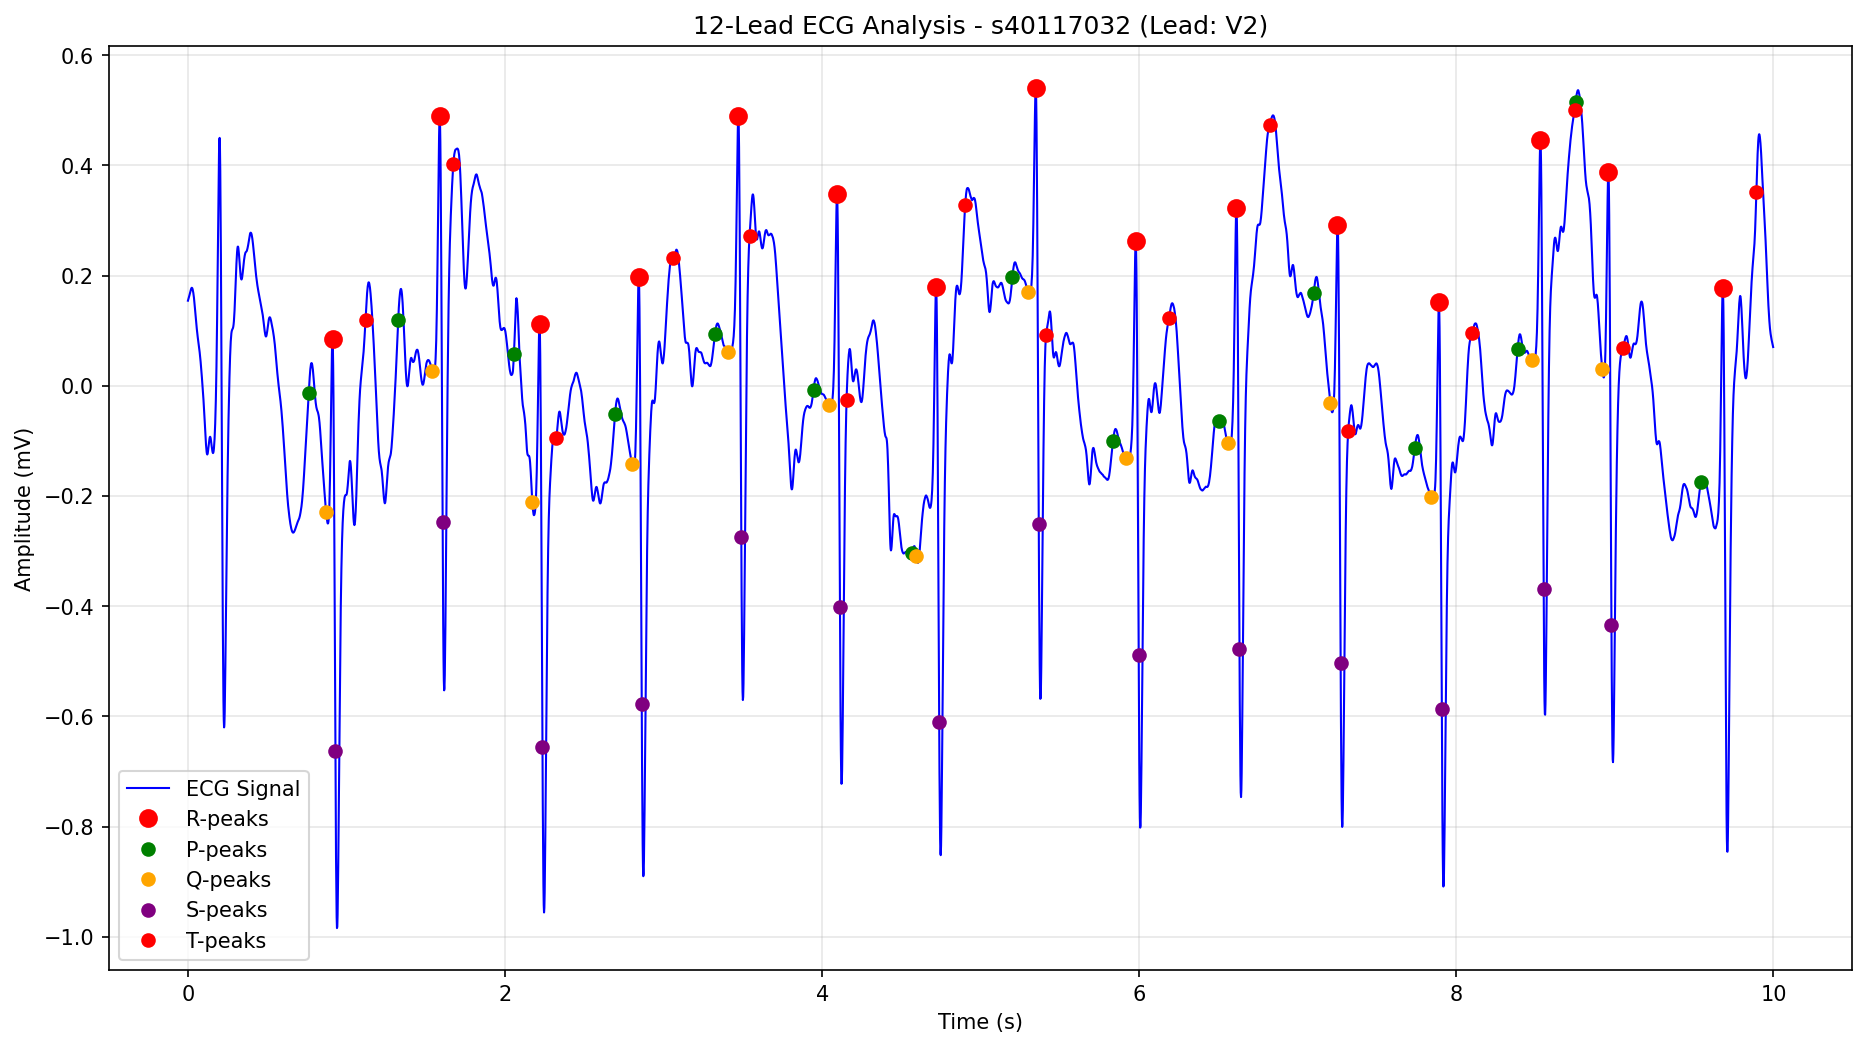 12-Lead ECG Analysis - s40117032 (Lead: V2)
Amplitude (mV)
0.6
0.4
0.2
0.0
−0.2
−0.4
−0.6
−0.8
−1.0
ECG Signal
R-peaks
P-peaks
Q-peaks
S-peaks
T-peaks
0 2 4 6 8 10
Time (s)